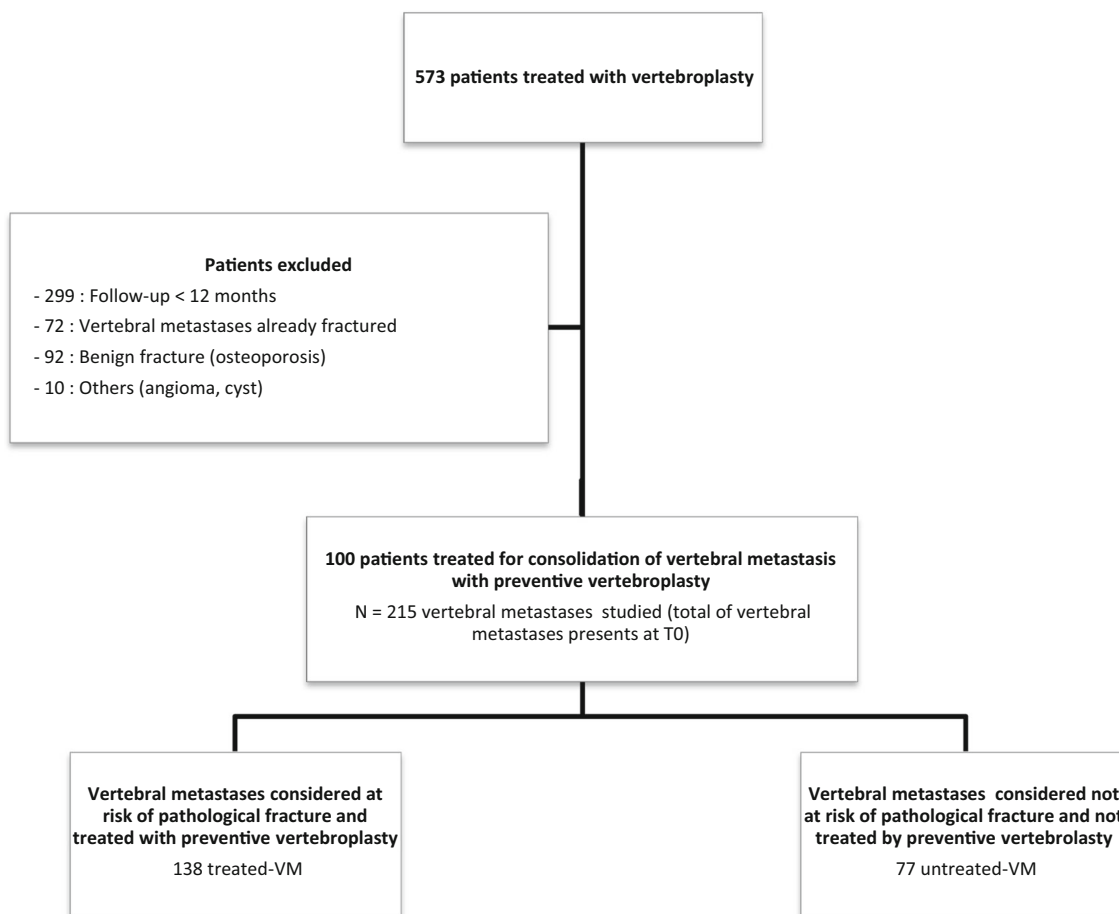 573 patients treated with vertebroplasty
Patients excluded
- 299 : Follow-up < 12 months
- 72 : Vertebral metastases already fractured
- 92 : Benign fracture (osteoporosis)
- 10 : Others (angioma, cyst)
100 patients treated for consolidation of vertebral metastasis
with preventive vertebroplasty
N = 215 vertebral metastases studied (total of vertebral
metastases presents at T0)
Vertebral metastases considered at
risk of pathological fracture and
treated with preventive vertebroplasty
138 treated-VM
Vertebral metastases considered not
at risk of pathological fracture and not
treated by preventive vertebrolasty
77 untreated-VM